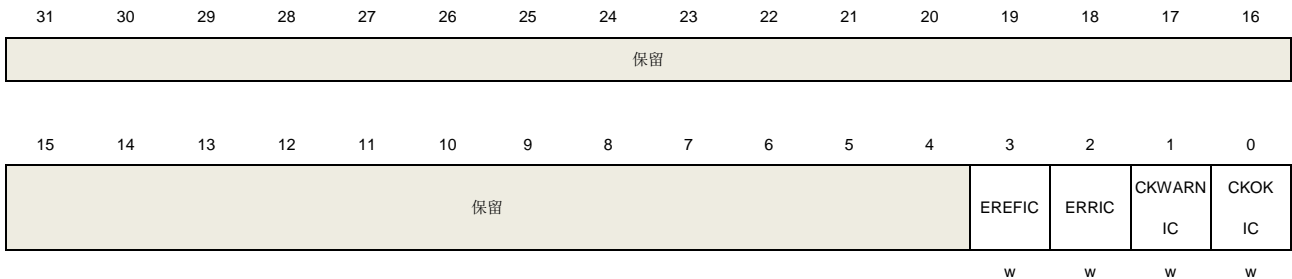 31 30 29 28 27 26 25 24 23 22 21 20 19 18 17 16
保留
15 14 13 12 11 10 9 8 7 6 5 4 3 2 1 0
保留 EREFIC ERRIC CKWARN IC CKOK IC
w w w w